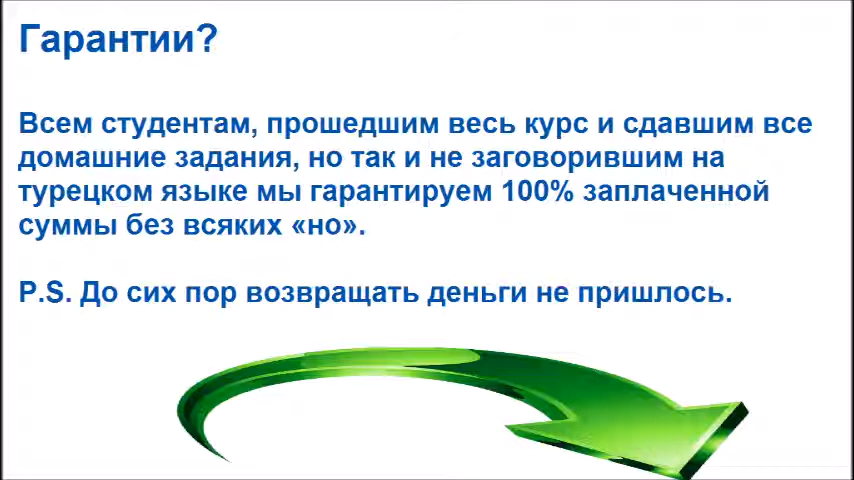 Гарантии?
Всем студентам, прошедшим весь курс и сдавшим все
домашние задания, но так и не заговорившим на
турецком языке мы гарантируем 100% заплаченной
суммы без всяких «но».
P.S. До сих пор возвращать деньги не пришлось.